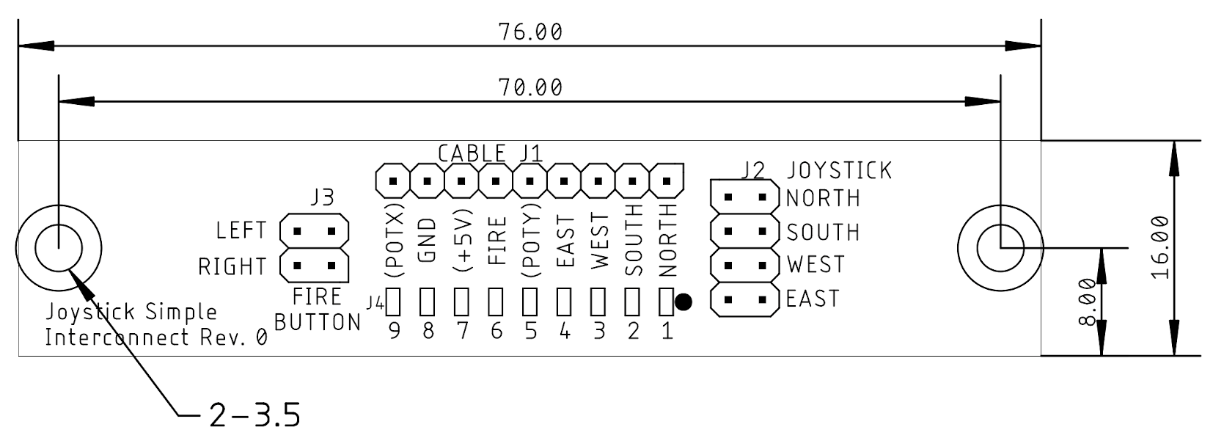 76.00
70.00
CABLE J1
J2 JOYSTICK
NORTH
SOUTH
WEST
EAST
J3
LEFT
RIGHT
FIRE
BUTTON
(POTX)
GND
(+5V)
FIRE
(POTY)
EAST
WEST
SOUTH
NORTH
J4
9 8 7 6 5 4 3 2 1
Joystick Simple
Interconnect Rev. 0
16.00
8.00
2-3.5